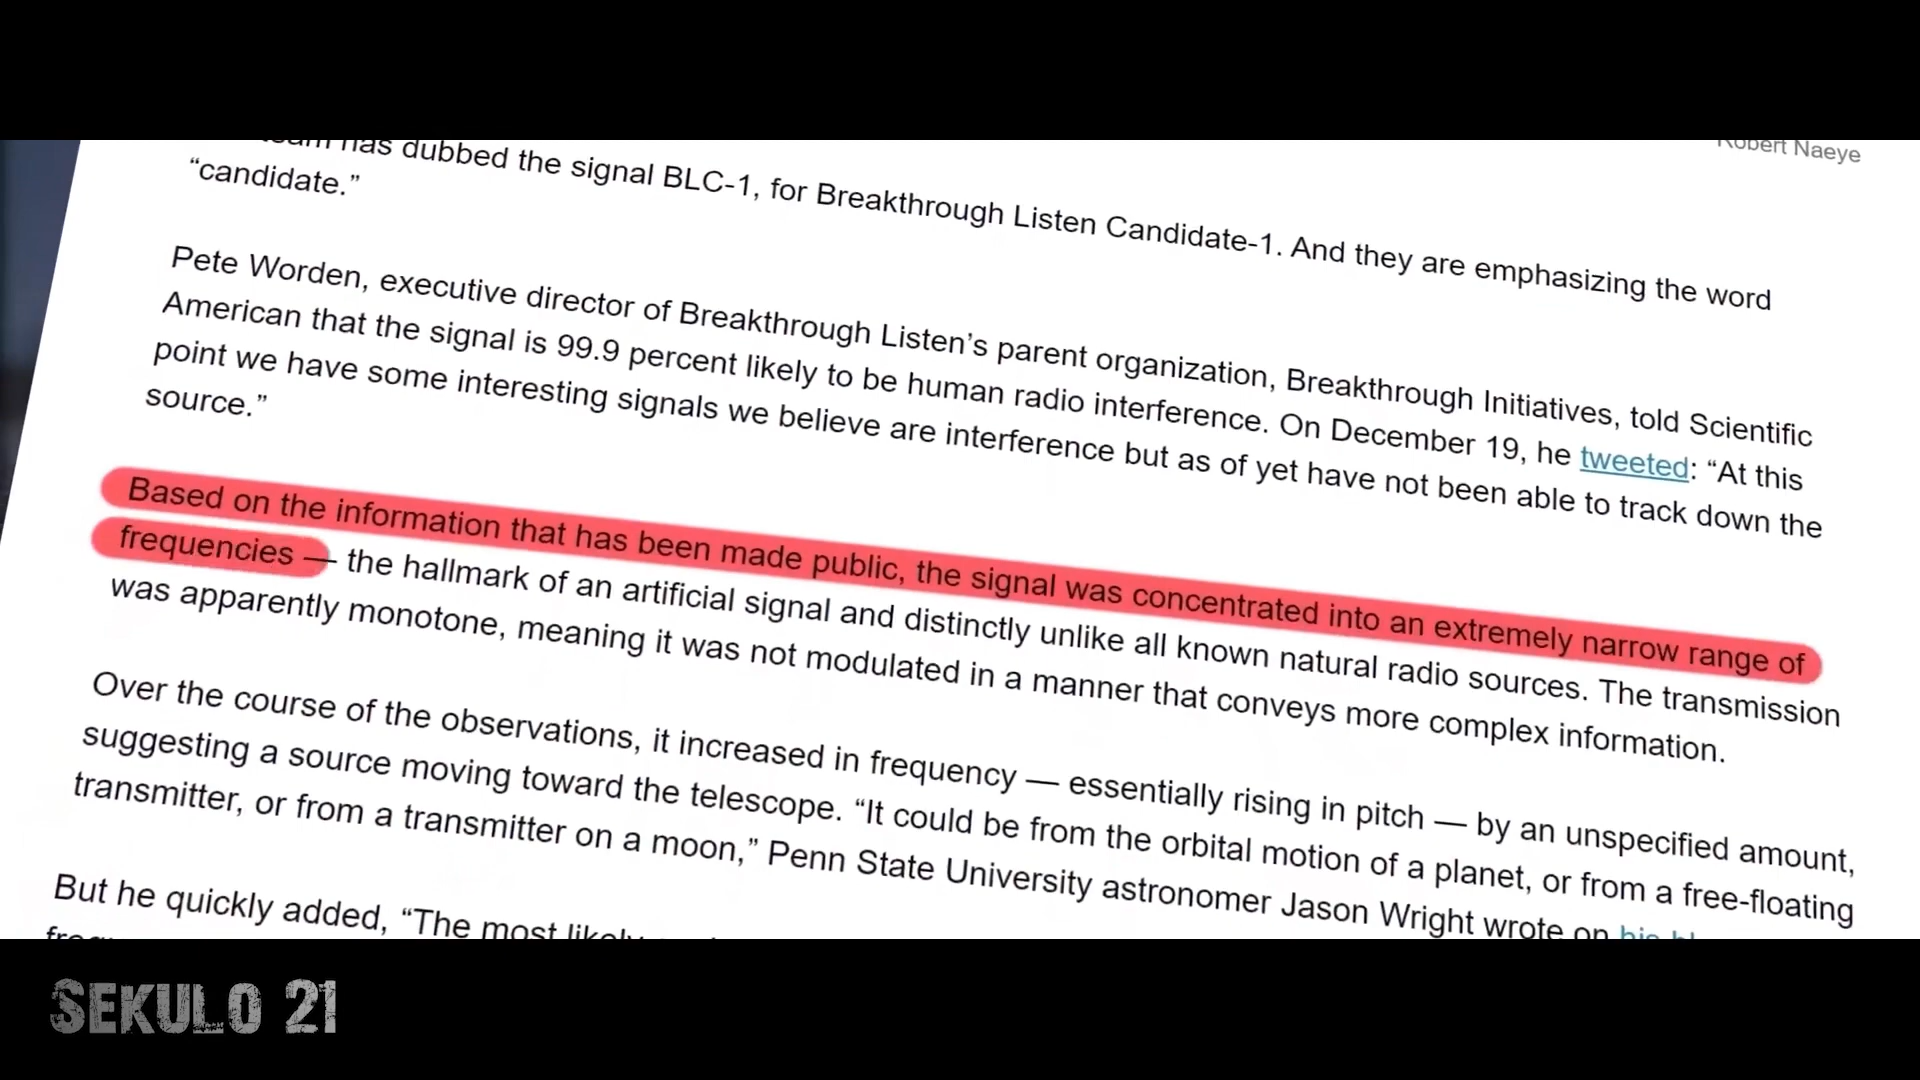 Robert Naeye
team has dubbed the signal BLC-1, for Breakthrough Listen Candidate-1. And they are emphasizing the word
“candidate.”
Pete Worden, executive director of Breakthrough Listen’s parent organization, Breakthrough Initiatives, told Scientific
American that the signal is 99.9 percent likely to be human radio interference. On December 19, he tweeted: “At this
point we have some interesting signals we believe are interference but as of yet have not been able to track down the
source.”
Based on the information that has been made public, the signal was concentrated into an extremely narrow range of
frequencies — the hallmark of an artificial signal and distinctly unlike all known natural radio sources. The transmission
was apparently monotone, meaning it was not modulated in a manner that conveys more complex information.
Over the course of the observations, it increased in frequency — essentially rising in pitch — by an unspecified amount,
suggesting a source moving toward the telescope. “It could be from the orbital motion of a planet, or from a free-floating
transmitter, or from a transmitter on a moon,” Penn State University astronomer Jason Wright wrote on his
But he quickly added, “The most likely
SEKULO 21